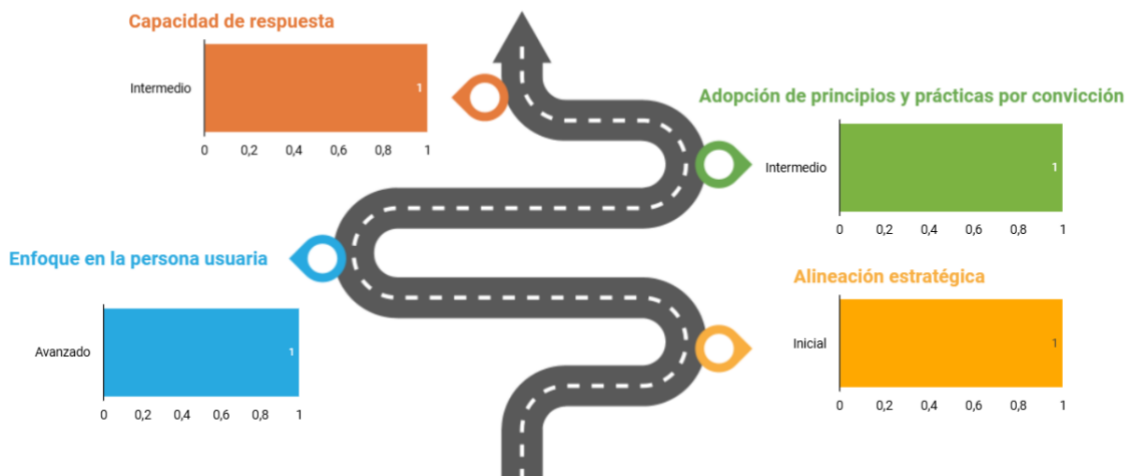 Capacidad de respuesta
Intermedio
1
0 0,2 0,4 0,6 0,8 1
Adopción de principios y prácticas por convicción
Intermedio
1
0 0,2 0,4 0,6 0,8 1
Enfoque en la persona usuaria
Avanzado
1
0 0,2 0,4 0,6 0,8 1
Alineación estratégica
Inicial
1
0 0,2 0,4 0,6 0,8 1